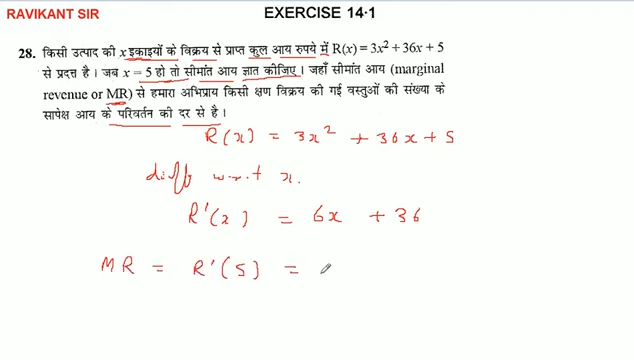 RAVIKANT SIR
EXERCISE 14·1
28. किसी उत्पाद की x इकाइयों के विक्रय से प्राप्त कुल आय रुपये में R(x) = 3x² + 36x + 5
से प्रदत्त है। जब x = 5 हो तो सीमांत आय ज्ञात कीजिए। जहाँ सीमांत आय (marginal
revenue or MR) से हमारा अभिप्राय किसी क्षण विक्रय की गई वस्तुओं की संख्या के
सापेक्ष आय के परिवर्तन की दर से है।
R(x) = 3x² + 36x + 5
diff w.r.t x.
R'(x) = 6x + 36
MR = R'(5) =